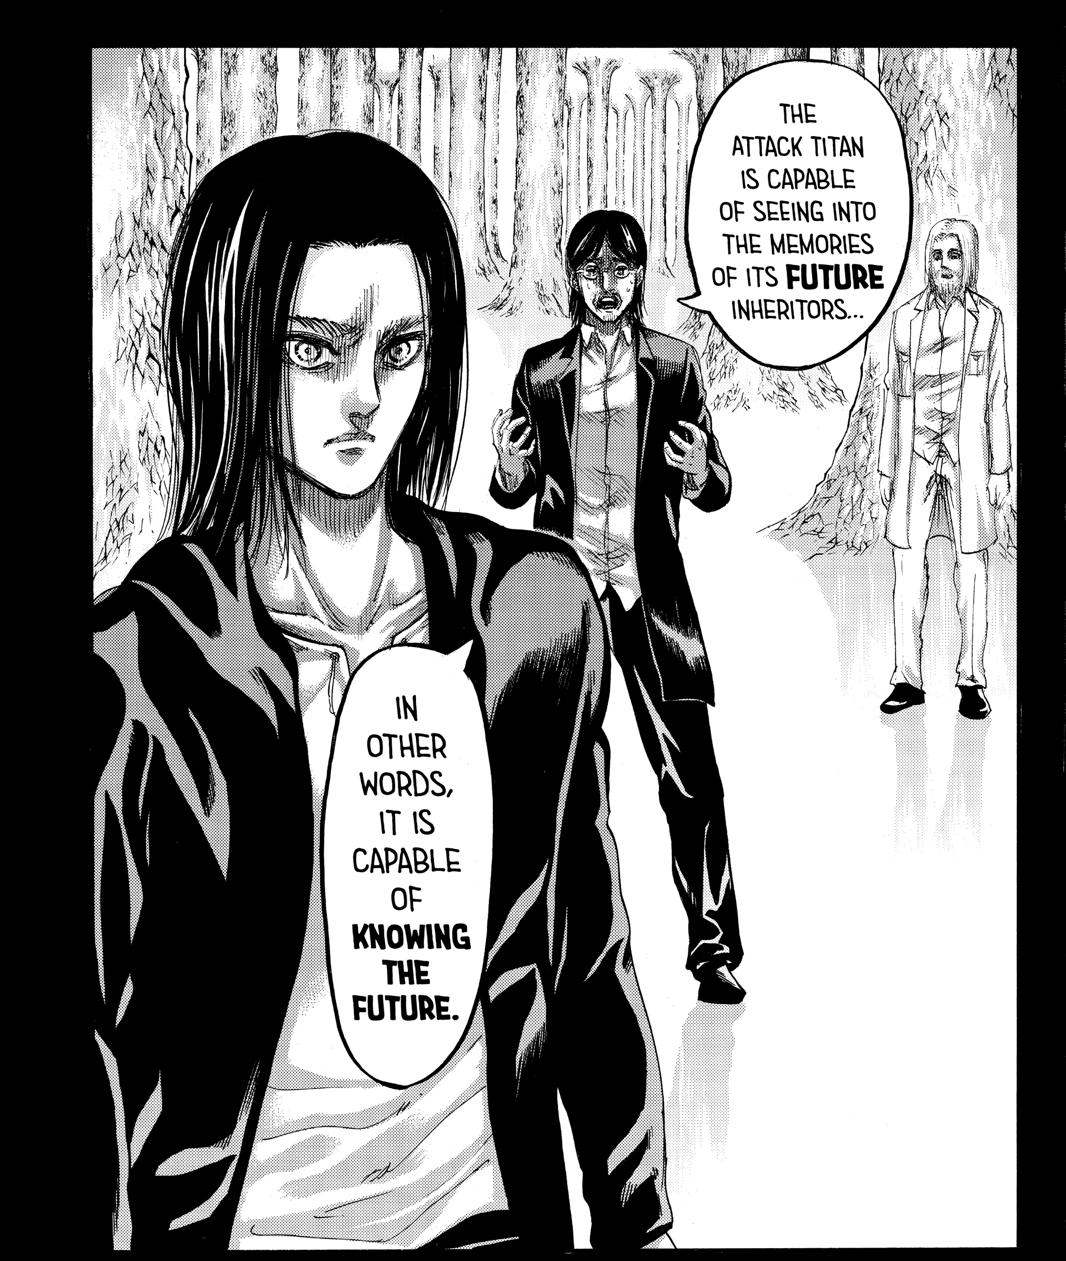 THE
ATTACK TITAN
IS CAPABLE
OF SEEING INTO
THE MEMORIES
OF ITS FUTURE
INHERITORS...
IN
OTHER
WORDS,
IT IS
CAPABLE
OF
KNOWING
THE
FUTURE.